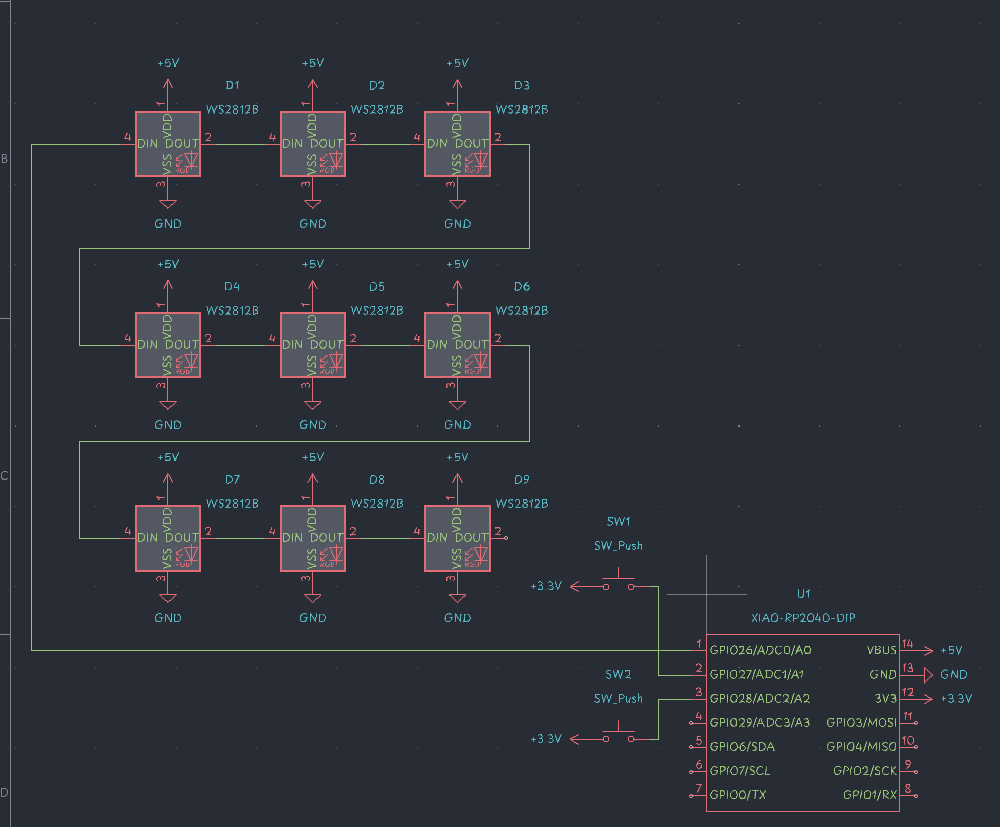 +5V +5V +5V
D1 D2 D3
WS2812B WS2812B WS2812B
1 1 1
VDD VDD VDD
4 DIN DOUT 2 4 DIN DOUT 2 4 DIN DOUT 2
B
VSS RGB VSS RGB VSS RGB
3 3 3
GND GND GND
+5V +5V +5V
D4 D5 D6
WS2812B WS2812B WS2812B
1 1 1
VDD VDD VDD
4 DIN DOUT 2 4 DIN DOUT 2 4 DIN DOUT 2
VSS RGB VSS RGB VSS RGB
3 3 3
GND GND GND
+5V +5V +5V
C
D7 D8 D9
WS2812B WS2812B WS2812B
1 1 1
VDD VDD VDD
4 DIN DOUT 2 4 DIN DOUT 2 4 DIN DOUT 2
VSS RGB VSS RGB VSS RGB
3 3 3
GND GND GND
SW1
SW_Push
+3.3V
SW2
SW_Push
+3.3V
U1
XIAO-RP2040-DIP
1 GPIO26/ADC0/A0 VBUS 14 +5V
2 GPIO27/ADC1/A1 GND 13 GND
3 GPIO28/ADC2/A2 3V3 12 +3.3V
4 GPIO29/ADC3/A3 GPIO3/MOSI 11
5 GPIO6/SDA GPIO4/MISO 10
6 GPIO7/SCL GPIO2/SCK 9
7 GPIO0/TX GPIO1/RX 8
D